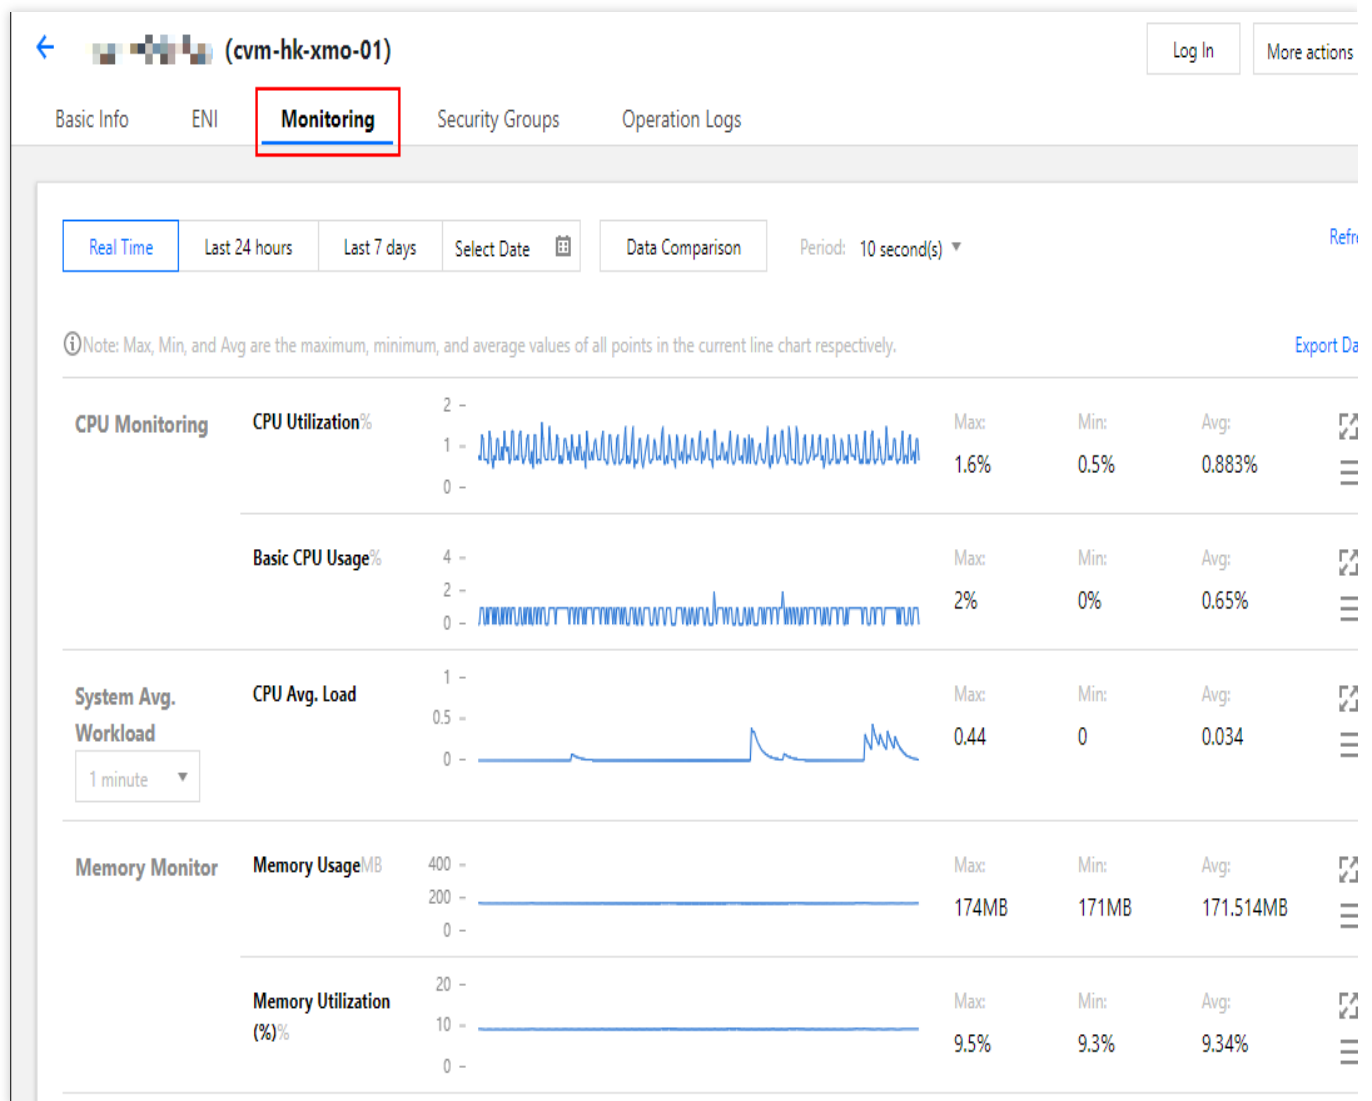 (cvm-hk-xmo-01)
Log In
More actions
Basic Info
ENI
Monitoring
Security Groups
Operation Logs
Real Time
Last 24 hours
Last 7 days
Select Date
Data Comparison
Period: 10 second(s)
Refre
Note: Max, Min, and Avg are the maximum, minimum, and average values of all points in the current line chart respectively.
Export Da
CPU Monitoring
CPU Utilization%
2
1
0
Max:
1.6%
Min:
0.5%
Avg:
0.883%
Basic CPU Usage%
4
2
0
Max:
2%
Min:
0%
Avg:
0.65%
System Avg.
Workload
1 minute
CPU Avg. Load
1
0.5
0
Max:
0.44
Min:
0
Avg:
0.034
Memory Monitor
Memory UsageMB
400
200
0
Max:
174MB
Min:
171MB
Avg:
171.514MB
Memory Utilization
(%)%
20
10
0
Max:
9.5%
Min:
9.3%
Avg:
9.34%